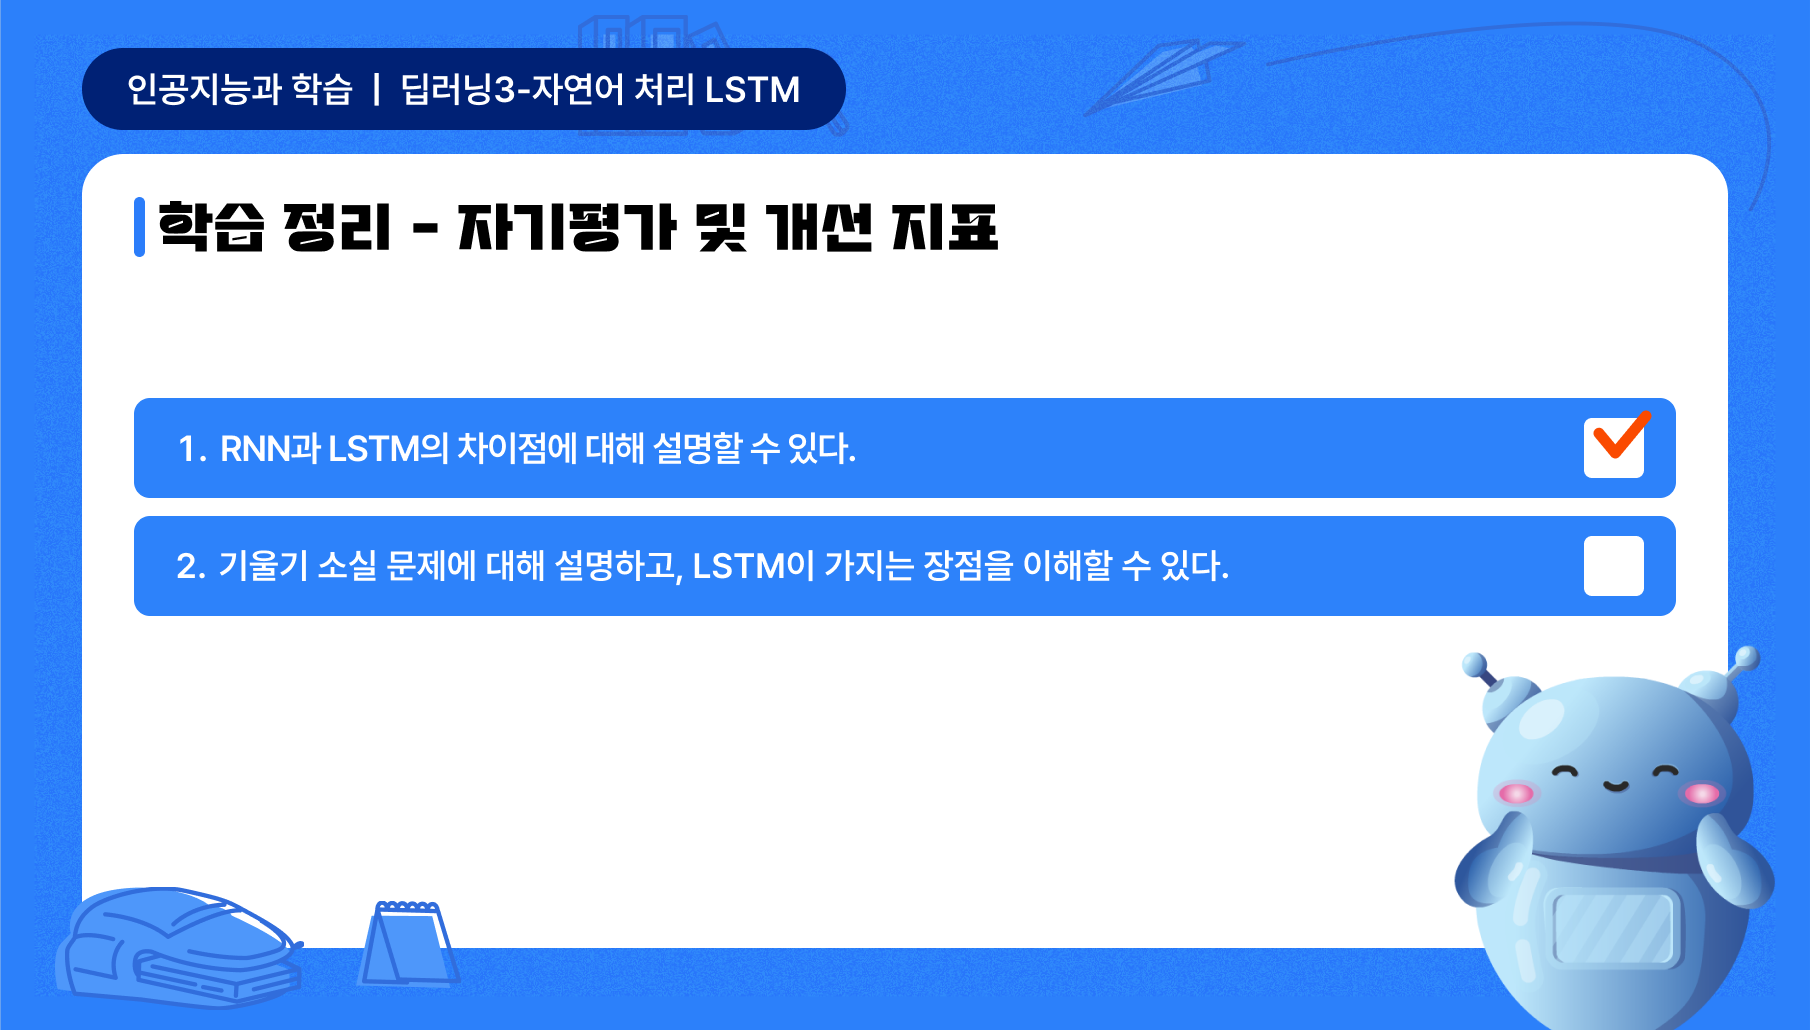 인공지능과 학습 | 딥러닝3-자연어 처리 LSTM
학습 정리 - 자기평가 및 개선 지표
1. RNN과 LSTM의 차이점에 대해 설명할 수 있다.
2. 기울기 소실 문제에 대해 설명하고, LSTM이 가지는 장점을 이해할 수 있다.